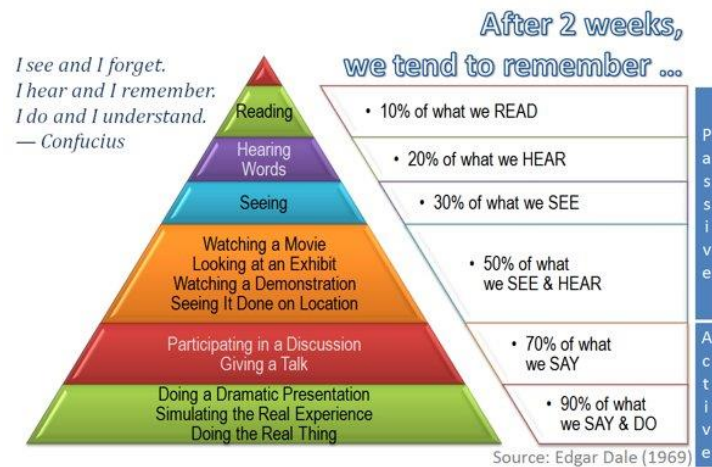 After 2 weeks,
we tend to remember ...
I see and I forget.
I hear and I remember.
I do and I understand.
— Confucius
Reading
• 10% of what we READ
Hearing
Words
• 20% of what we HEAR
Seeing
• 30% of what we SEE
Watching a Movie
Looking at an Exhibit
Watching a Demonstration
Seeing It Done on Location
• 50% of what
we SEE & HEAR
Participating in a Discussion
Giving a Talk
• 70% of what
we SAY
Doing a Dramatic Presentation
Simulating the Real Experience
Doing the Real Thing
• 90% of what
we SAY & DO
Passive
Active
Source: Edgar Dale (1969)